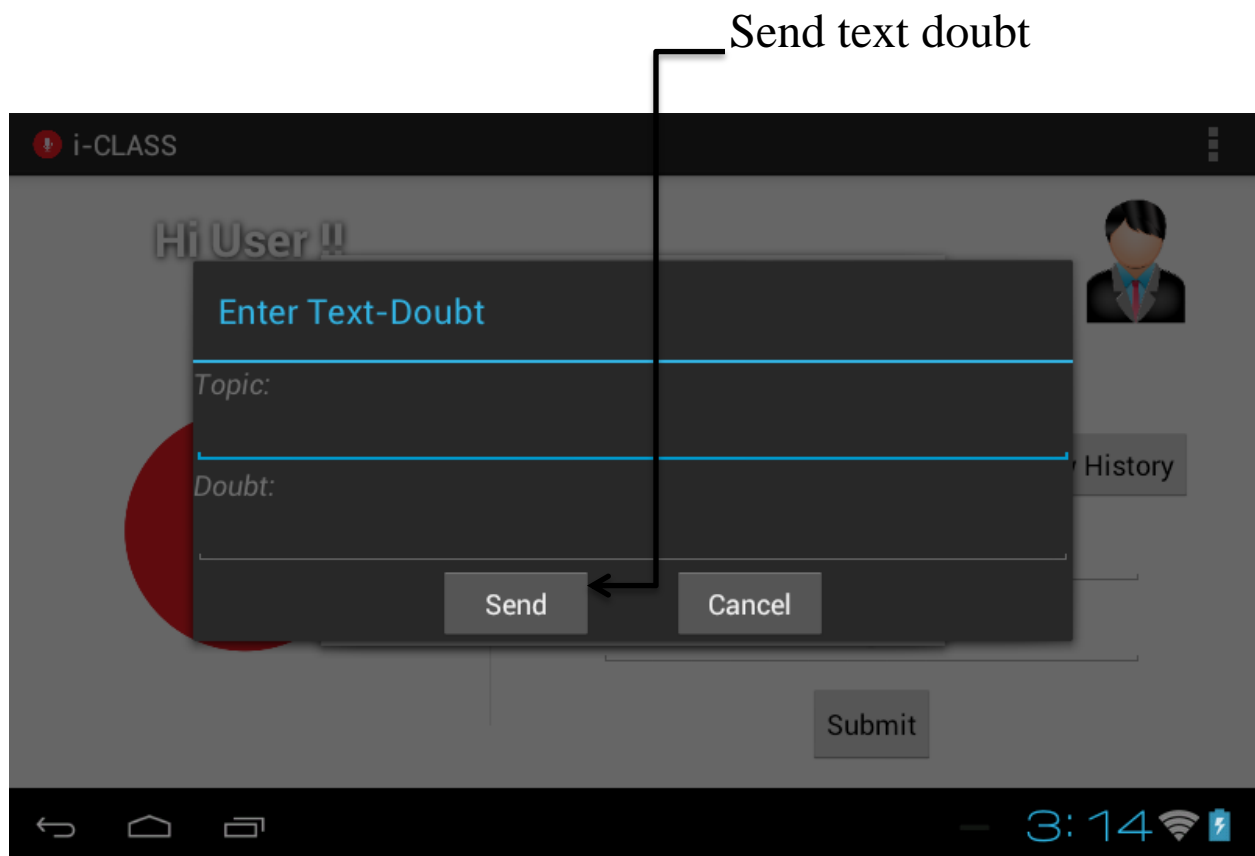 Send text doubt
i-CLASS
Hi User !!
Enter Text-Doubt
Topic:
History
Doubt:
Send Cancel
Submit
3:14